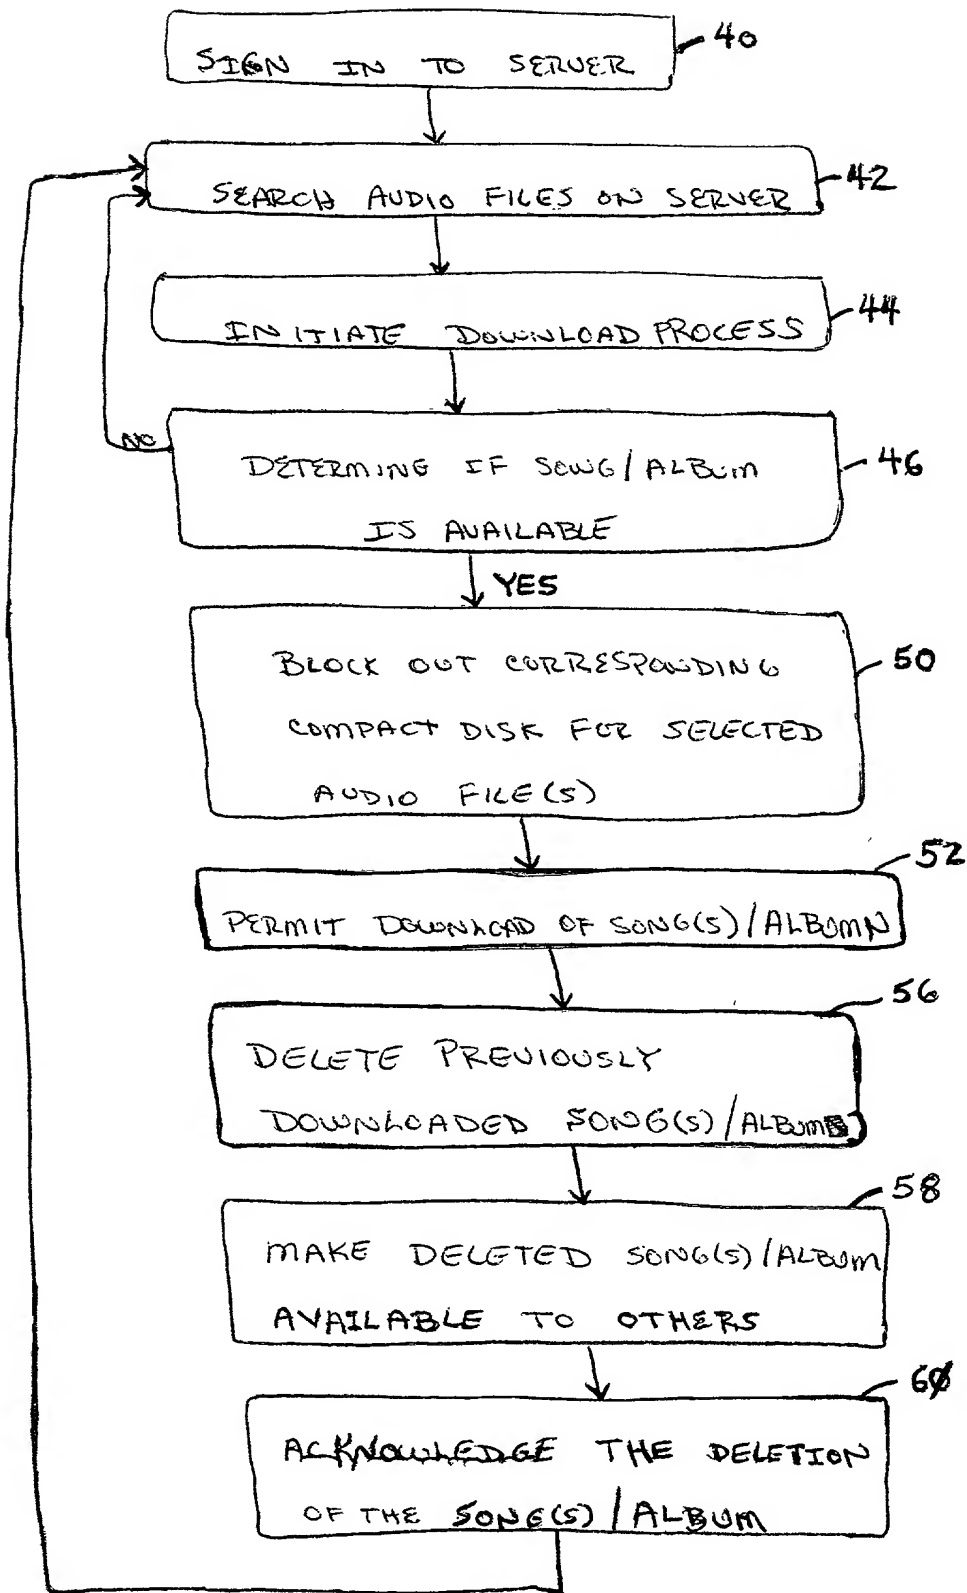 SIGN IN TO SERVER
40
SEARCH AUDIO FILES ON SERVER
42
INITIATE DOWNLOAD PROCESS
44
NO
DETERMINE IF SONG/ALBUM
IS AVAILABLE
46
YES
BLOCK OUT CORRESPONDING
COMPACT DISK FOR SELECTED
AUDIO FILE(S)
50
52
PERMIT DOWNLOAD OF SONG(S)/ALBUMN
56
DELETE PREVIOUSLY
DOWNLOADED SONG(S)/ALBUM
58
MAKE DELETED SONG(S)/ALBUM
AVAILABLE TO OTHERS
60
ACKNOWLEDGE THE DELETION
OF THE SONG(S)/ALBUM